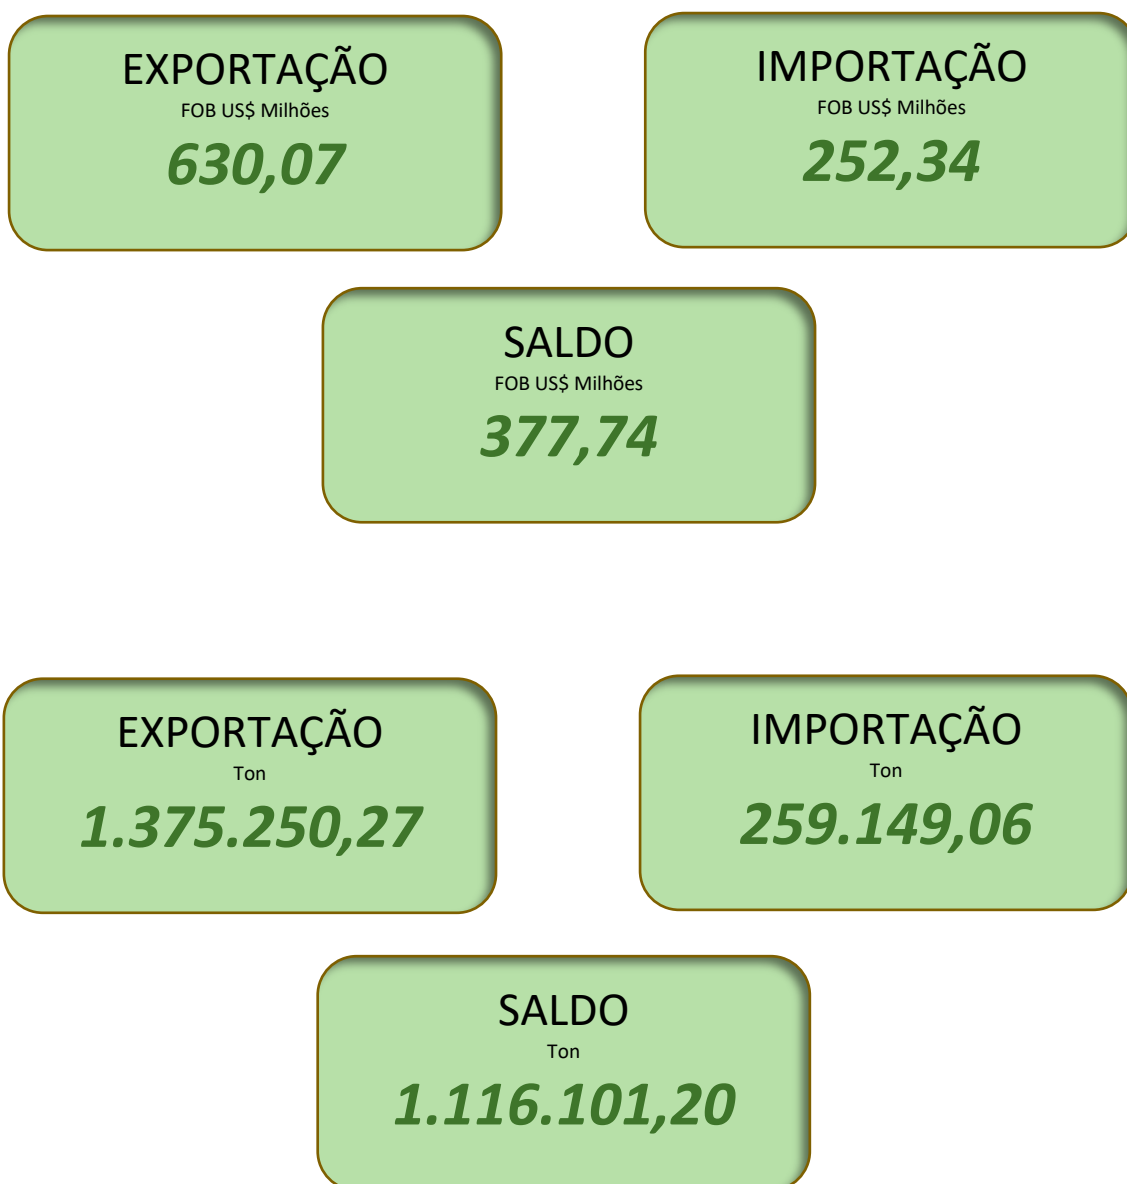 EXPORTAÇÃO
FOB US$ Milhões
630,07
IMPORTAÇÃO
FOB US$ Milhões
252,34
SALDO
FOB US$ Milhões
377,74
EXPORTAÇÃO
Ton
1.375.250,27
IMPORTAÇÃO
Ton
259.149,06
SALDO
Ton
1.116.101,20